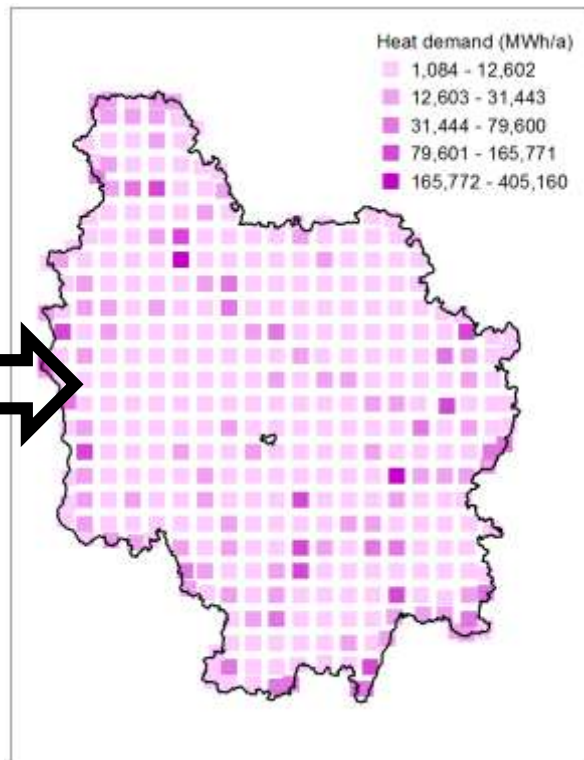 Heat demand (MWh/a)
1,084 - 12,602
12,603 - 31,443
31,444 - 79,600
79,601 - 165,771
165,772 - 405,160